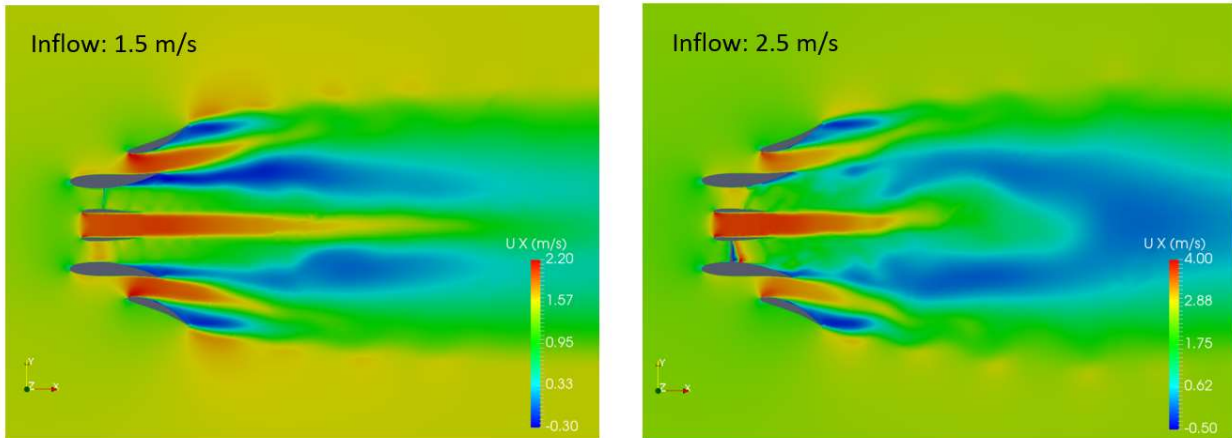 Inflow: 1.5 m/s
U X (m/s)
2.20
1.57
0.95
0.33
-0.30
Y
Z
X
Inflow: 2.5 m/s
U X (m/s)
4.00
2.88
1.75
0.62
-0.50
Y
Z
X